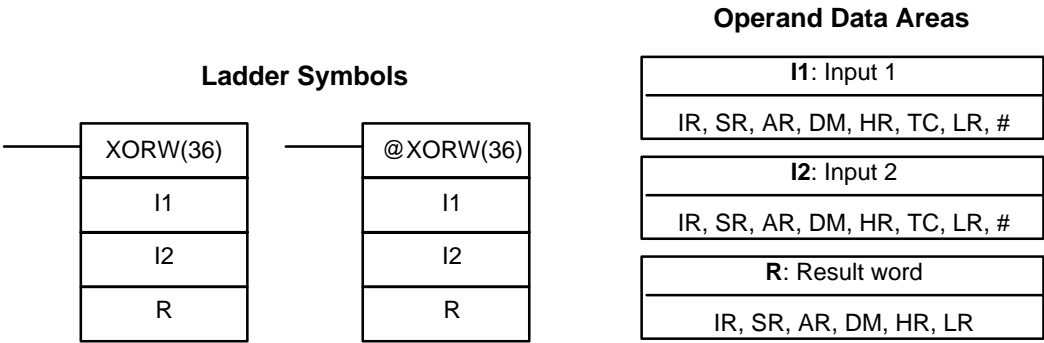 Ladder Symbols
XORW(36)
I1
I2
R
@XORW(36)
I1
I2
R
Operand Data Areas
I1: Input 1
IR, SR, AR, DM, HR, TC, LR, #
I2: Input 2
IR, SR, AR, DM, HR, TC, LR, #
R: Result word
IR, SR, AR, DM, HR, LR